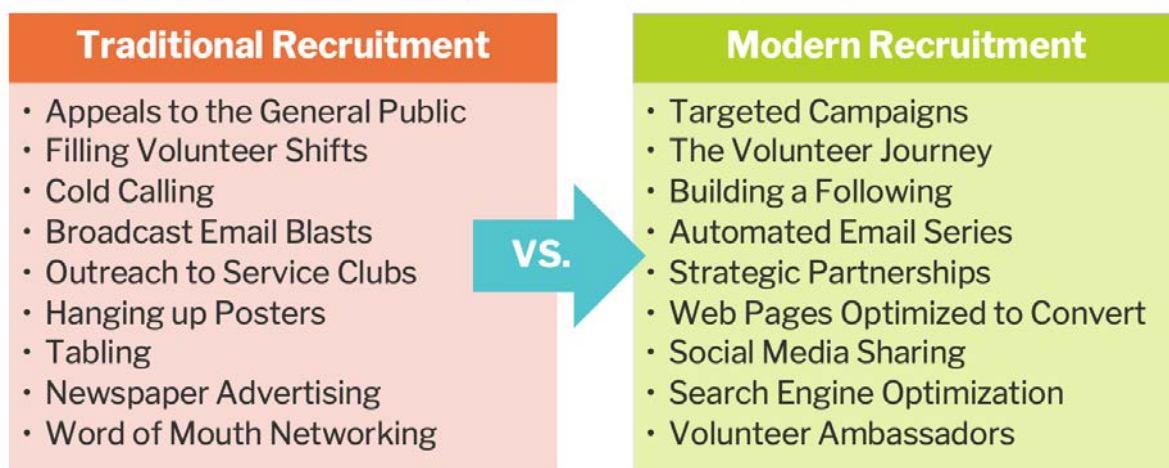 Traditional Recruitment
• Appeals to the General Public
• Filling Volunteer Shifts
• Cold Calling
• Broadcast Email Blasts
• Outreach to Service Clubs
• Hanging up Posters
• Tabling
• Newspaper Advertising
• Word of Mouth Networking
VS.
Modern Recruitment
• Targeted Campaigns
• The Volunteer Journey
• Building a Following
• Automated Email Series
• Strategic Partnerships
• Web Pages Optimized to Convert
• Social Media Sharing
• Search Engine Optimization
• Volunteer Ambassadors